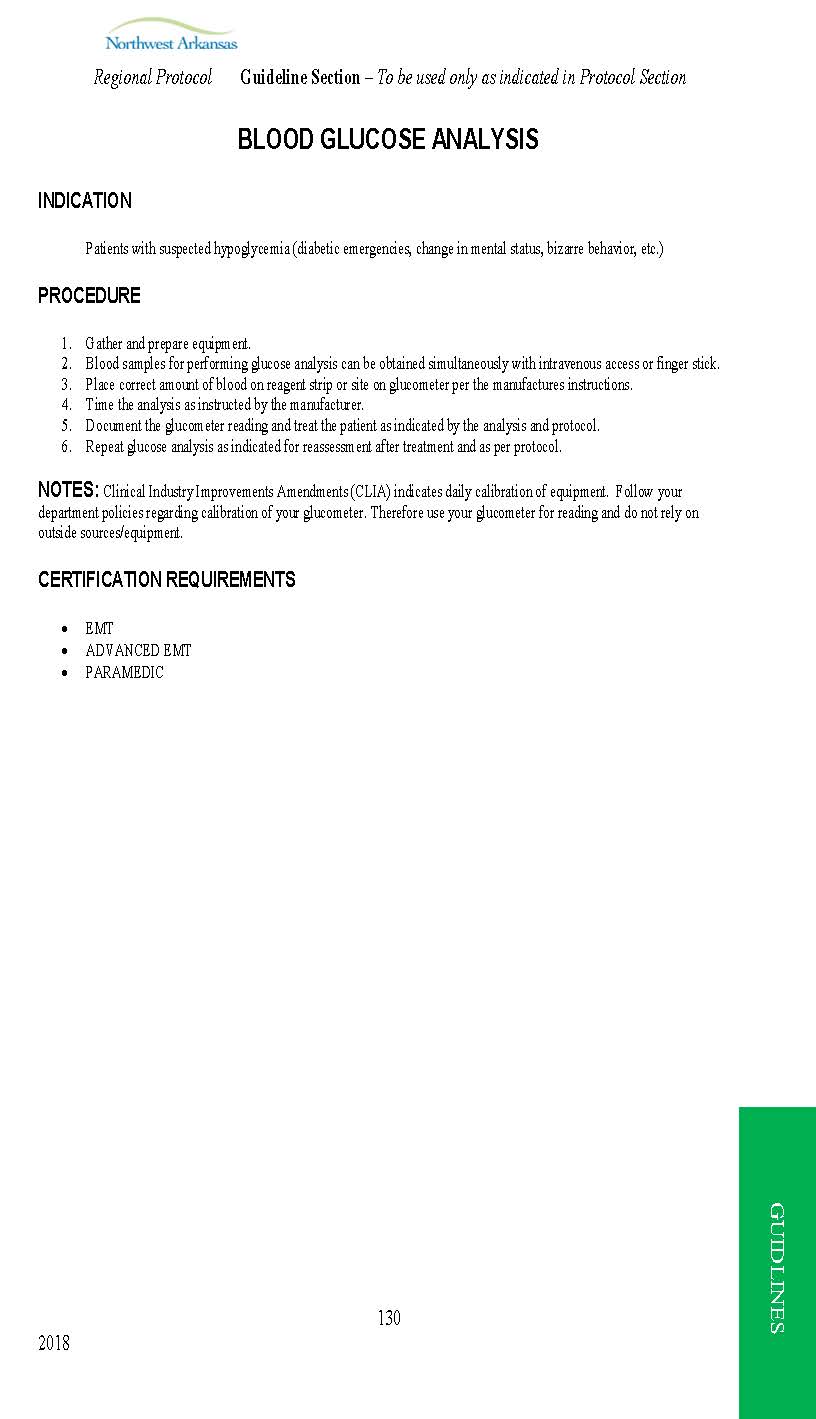 Northwest Arkansas
Regional Protocol Guideline Section – To be used only as indicated in Protocol Section
BLOOD GLUCOSE ANALYSIS
INDICATION
Patients with suspected hypoglycemia (diabetic emergencies, change in mental status, bizarre behavior, etc.)
PROCEDURE
1. Gather and prepare equipment.
2. Blood samples for performing glucose analysis can be obtained simultaneously with intravenous access or finger stick.
3. Place correct amount of blood on reagent strip or site on glucometer per the manufactures instructions.
4. Time the analysis as instructed by the manufacturer.
5. Document the glucometer reading and treat the patient as indicated by the analysis and protocol.
6. Repeat glucose analysis as indicated for reassessment after treatment and as per protocol.
NOTES: Clinical Industry Improvements Amendments (CLIA) indicates daily calibration of equipment. Follow your
department policies regarding calibration of your glucometer. Therefore use your glucometer for reading and do not rely on
outside sources/equipment.
CERTIFICATION REQUIREMENTS
• EMT
• ADVANCED EMT
• PARAMEDIC
GUIDLINES
130
2018